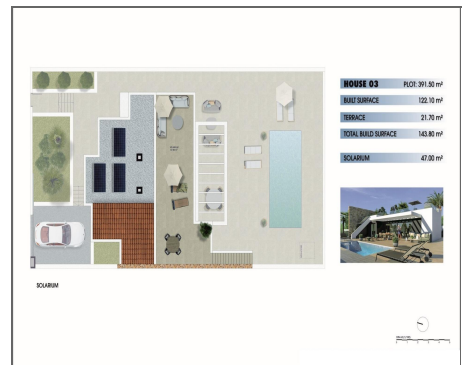 HOUSE 03 PLOT: 391.50 m²
BUILT SURFACE 122.10 m²
TERRACE 21.70 m²
TOTAL BUILD SURFACE 143.80 m²
SOLARIUM 47.00 m²
SOLARIUM